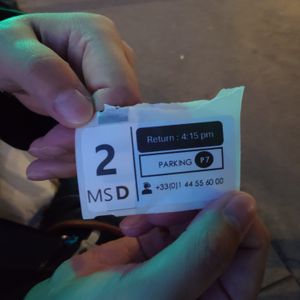 2
MSD
Return : 4:15 pm
PARKING P7
+33(0)1 44 55 60 00